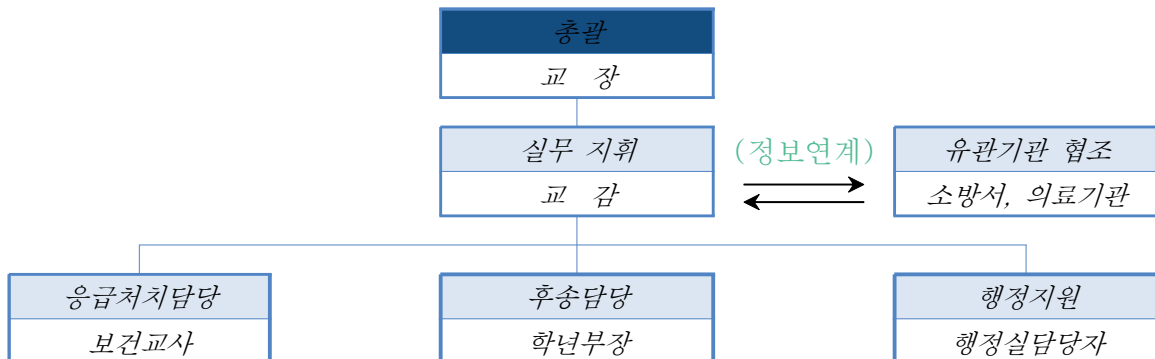 총괄
교 장
실무 지휘
(정보연계)
유관기관 협조
교 감
소방서, 의료기관
응급처치담당
후송담당
행정지원
보건교사
학년부장
행정실담당자